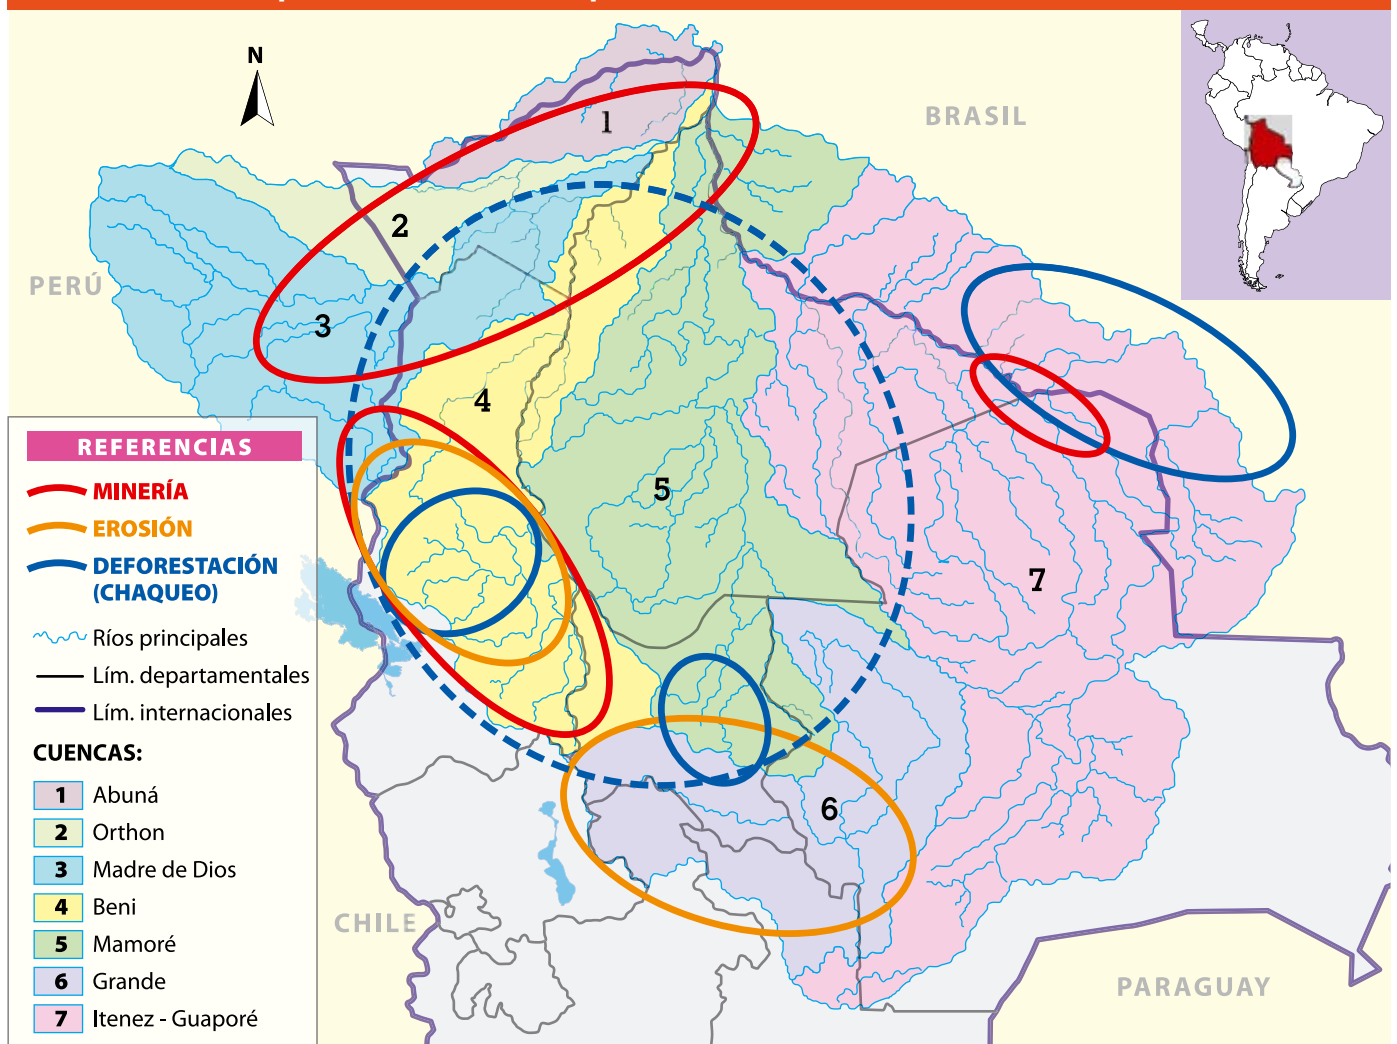 N
BRASIL
PERÚ
1
2
3
4
5
7
6
CHILE
PARAGUAY
REFERENCIAS
MINERÍA
EROSIÓN
DEFORESTACIÓN
(CHAQUEO)
Ríos principales
Lím. departamentales
Lím. internacionales
CUENCAS:
1 Abuná
2 Orthon
3 Madre de Dios
4 Beni
5 Mamoré
6 Grande
7 Itenez - Guaporé